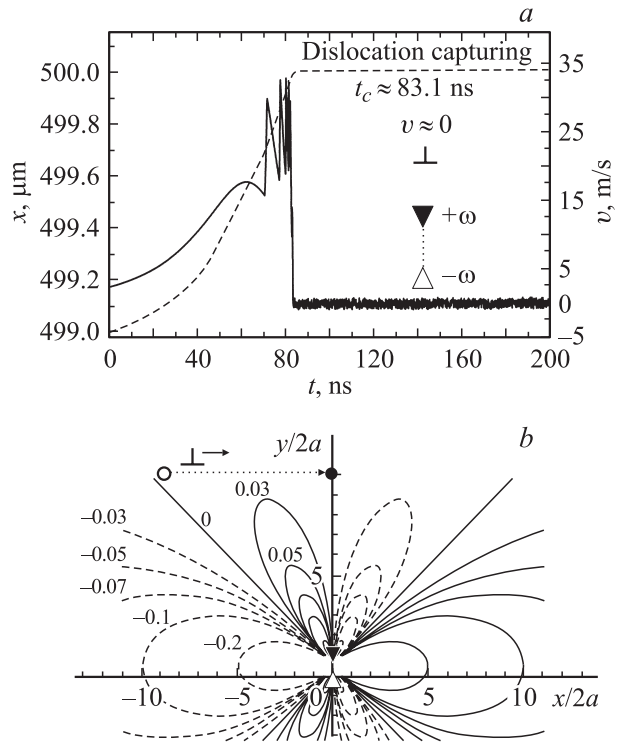 a
Dislocation capturing
t_c ≈ 83.1 ns
υ ≈ 0
⊥
+ω
−ω
x, μm
500.0
499.8
499.6
499.4
499.2
499.0
υ, m/s
35
25
15
5
0
−5
0 40 80 120 160 200
t, ns
b
y/2a
⊥
0.03
0
0.05
5
−0.03
−0.05
−0.07
−0.1
−0.2
−10 −5 0 5 10 x/2a